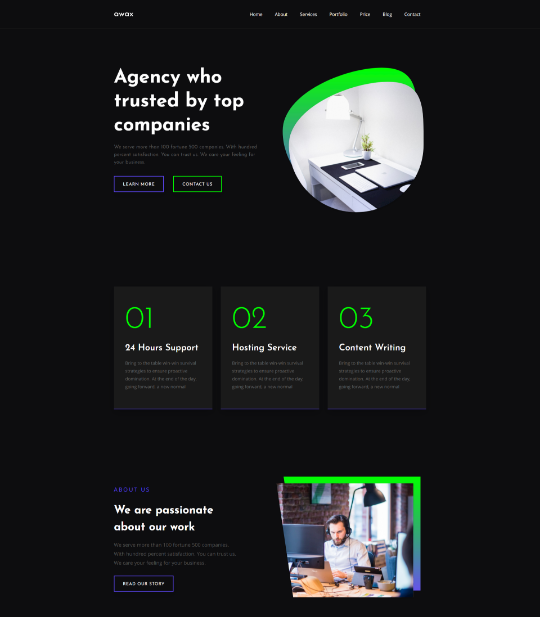 awax
Home About Services Portfolio Price Blog Contact
Agency who
trusted by top
companies
We serve more than 100 fortune 500 companies. With hundred
percent satisfaction. You can trust us. We earn your feeling for
your business
LEARN MORE
CONTACT US
01
24 Hours Support
Bring to the table win-win survival
strategies to ensure proactive
domination. At the end of the day,
going forward, a new normal
02
Hosting Service
Bring to the table win-win survival
strategies to ensure proactive
domination. At the end of the day,
going forward, a new normal
03
Content Writing
Bring to the table win-win survival
strategies to ensure proactive
domination. At the end of the day,
going forward, a new normal
ABOUT US
We are passionate
about our work
We serve more than 100 fortune 500 companies.
With hundred percent satisfaction. You can trust us.
We earn your feeling for your business
READ OUR STORY